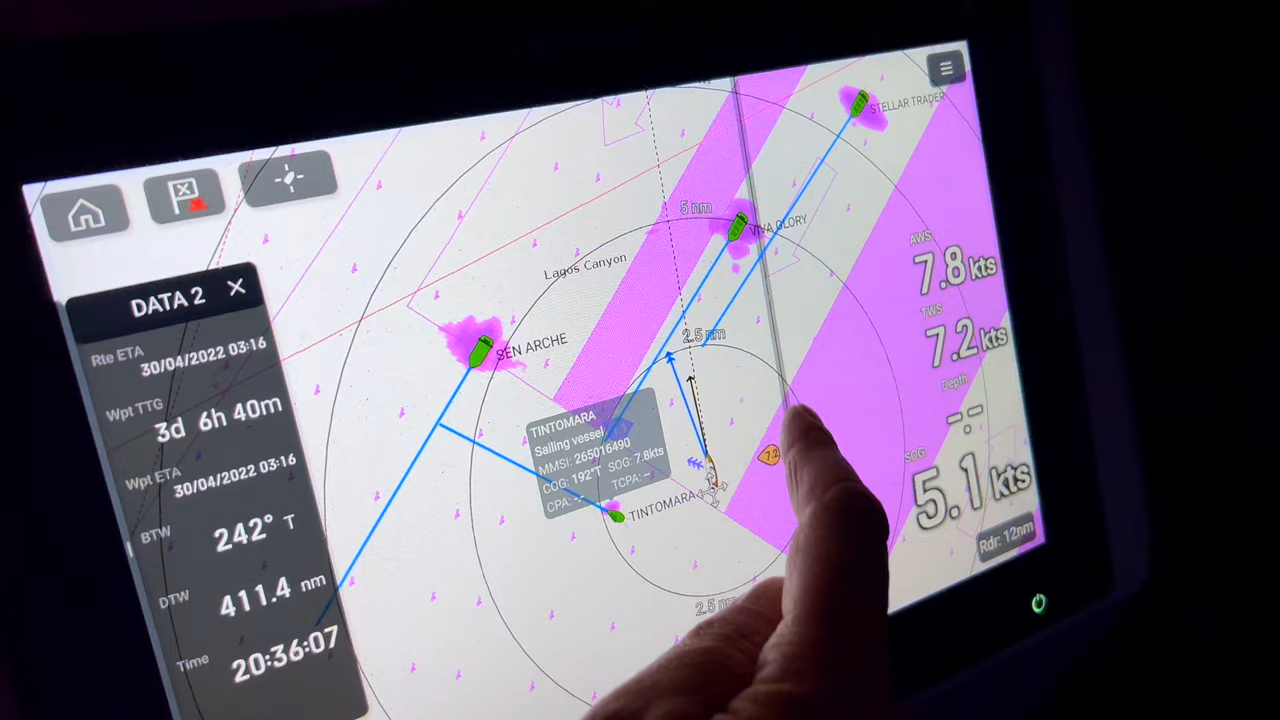 STELLAR TRADER
5 nm
VIVA GLORY
Lagos Canyon
AWS
7.8 kts
DATA 2
TWS
7.2 kts
2.5 nm
SEN ARCHE
Rte ETA
30/04/2022 03:16
Depth
-.-
Wpt TTG
3d 6h 40m
TINTOMARA
Sailing vessel
MMSI: 265016490
COG: 192°T SOG: 7.8kts
CPA: -.- TCPA: --
7.2
SOG
5.1 kts
Wpt ETA
30/04/2022 03:16
TINTOMARA
BTW
242° T
Rdr: 12nm
DTW
411.4 nm
2.5 nm
Time
20:36:07